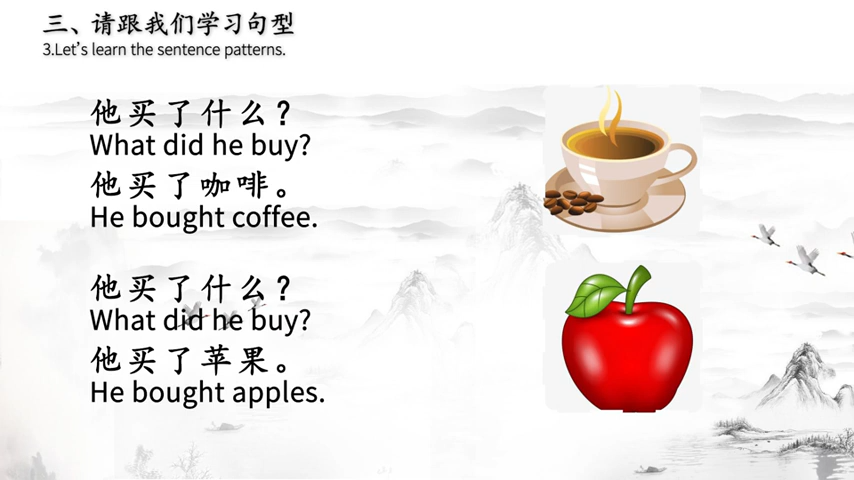 三、请跟我们学习句型
3.Let's learn the sentence patterns.
他买了什么？
What did he buy?
他买了咖啡。
He bought coffee.
他买了什么？
What did he buy?
他买了苹果。
He bought apples.